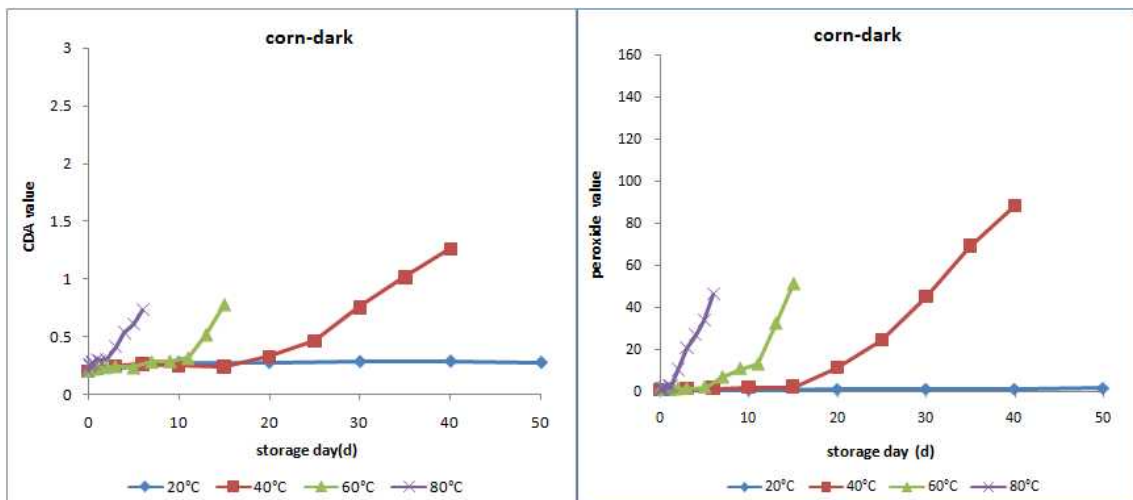 corn-dark
3
2.5
2
1.5
1
0.5
0
CDA value
0 10 20 30 40 50
storage day(d)
20°C 40°C 60°C 80°C
corn-dark
160
140
120
100
80
60
40
20
0
peroxide value
0 10 20 30 40 50
storage day (d)
20°C 40°C 60°C 80°C